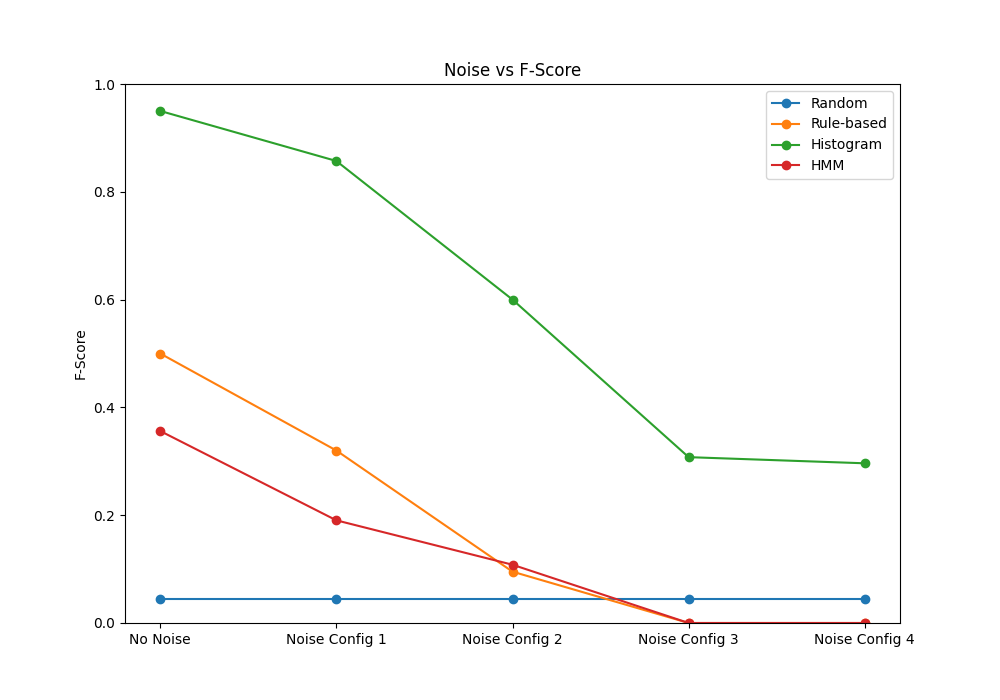 Noise vs F-Score
Random
Rule-based
Histogram
HMM
F-Score
1.0
0.8
0.6
0.4
0.2
0.0
No Noise
Noise Config 1
Noise Config 2
Noise Config 3
Noise Config 4